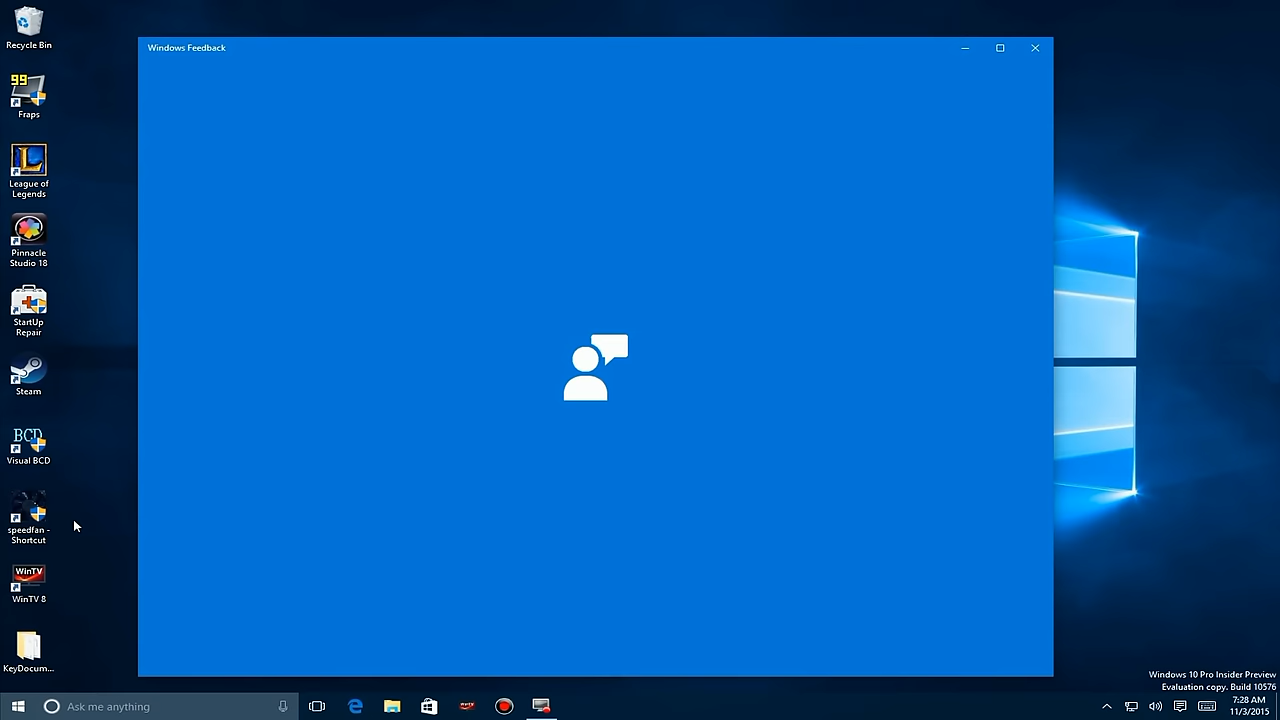 Recycle Bin
Windows Feedback
99
Fraps
L
League of
Legends
Pinnacle
Studio 18
StartUp
Repair
Steam
BCD
Visual BCD
speedfan -
Shortcut
WinTV
WinTV 8
KeyDocum...
Windows 10 Pro Insider Preview
Evaluation copy. Build 10576
Ask me anything
7:28 AM
11/3/2015